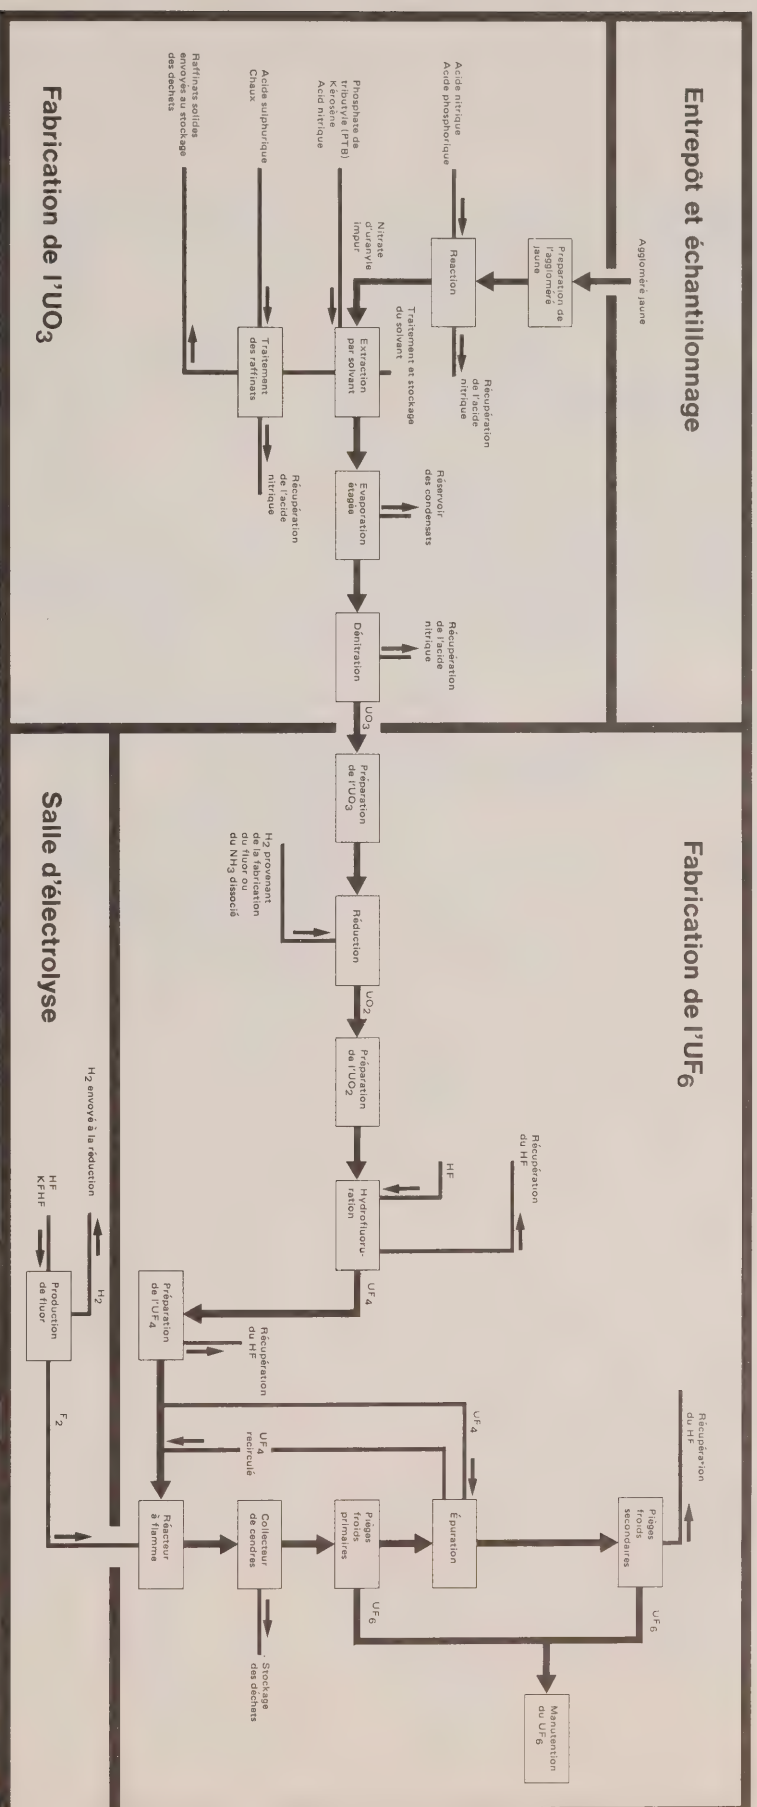 Entrepôt et échantillonnage
Aggloméré jaune
Préparation de
l'aggloméré
jaune
Acide nitrique
Acide phosphorique
Reaction
Récupération
de l'acide
nitrique
Nitrate
d'uranyle
impur
Traitement et stockage
du solvant
Phosphate de
tributyle (PTB)
Kérosène
Acid nitrique
Extraction
par solvant
Evaporation
étagée
Réservoir
des condensats
Dénitration
Récupération
de l'acide
nitrique
UO3
Acide sulphurique
Chaux
Traitement
des raffinats
Récupération
de l'acide
nitrique
Raffinats solides
envoyés au stockage
des déchets
Fabrication de l'UO3
Fabrication de l'UF6
Préparation
de l'UO3
Réduction
H2 provenant
de la fabrication
du fluor ou
du NH3 dissocié
UO2
Préparation
de l'UO2
Hydrofluoru-
ration
HF
Récupération
du HF
UF4
Préparation
de l'UF4
Récupération
du HF
UF4
UF4
recirculé
Réacteur
à flamme
Collecteur
de cendres
Stockage
des déchets
Pièges
froids
primaires
UF6
Épuration
Pièges
froids
secondaires
Récupération
du HF
UF6
Manutention
du UF6
Salle d'électrolyse
H2 envoyé à la réduction
H2
HF
KFHF
Production
de fluor
F2